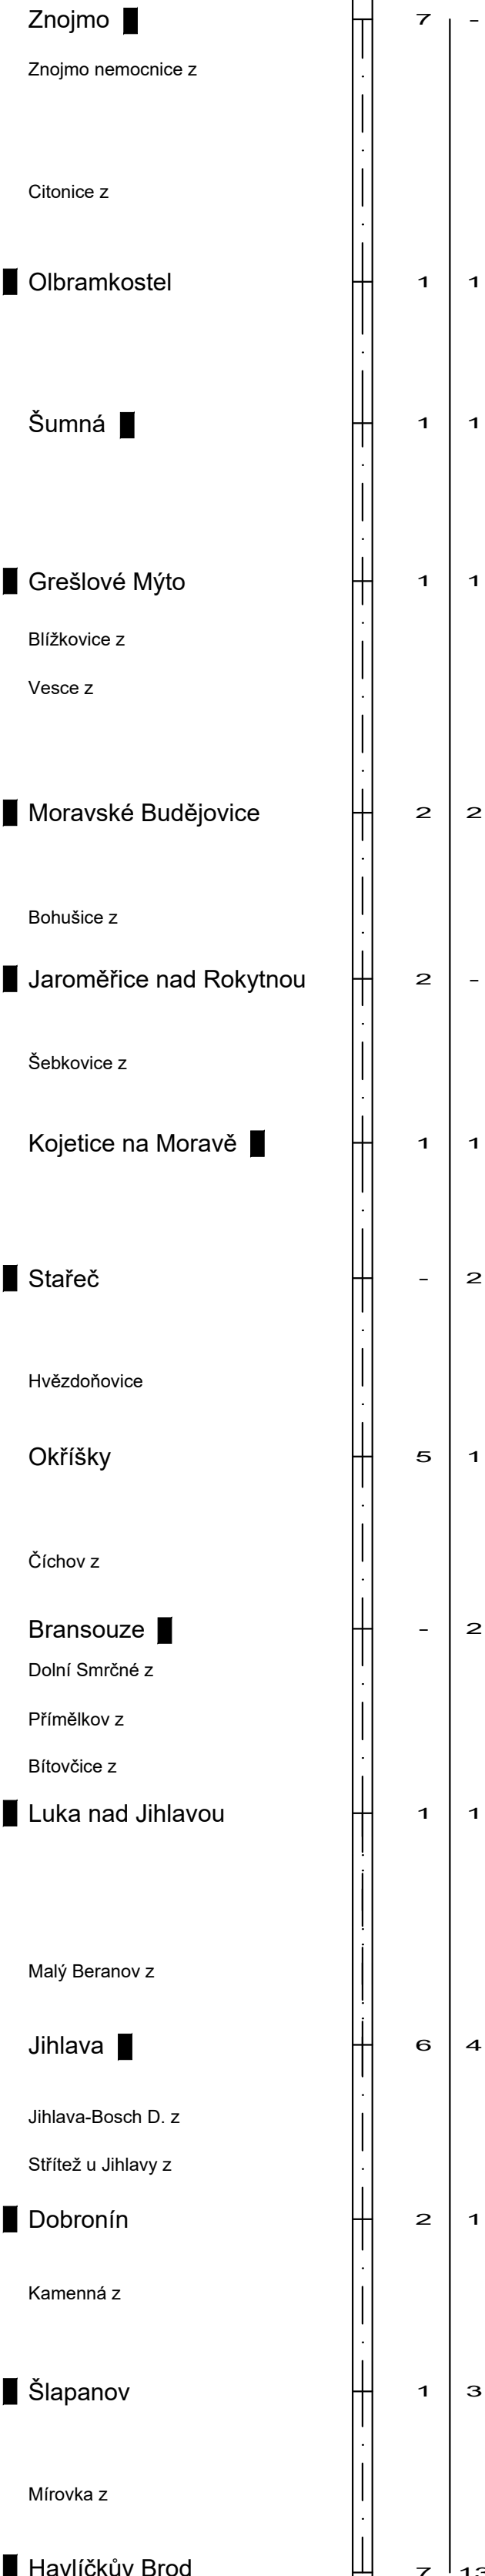 Znojmo 7 -
Znojmo nemocnice z
Citonice z
Olbramkostel 1 1
Šumná 1 1
Grešlové Mýto 1 1
Blížkovice z
Vesce z
Moravské Budějovice 2 2
Bohušice z
Jaroměřice nad Rokytnou 2 -
Šebkovice z
Kojetice na Moravě 1 1
Stařeč - 2
Hvězdoňovice
Okříšky 5 1
Číchov z
Bransouze - 2
Dolní Smrčné z
Přímělkov z
Bítovčice z
Luka nad Jihlavou 1 1
Malý Beranov z
Jihlava 6 4
Jihlava-Bosch D. z
Střítež u Jihlavy z
Dobronín 2 1
Kamenná z
Šlapanov 1 3
Mírovka z
Havlíčkův Brod 7 13